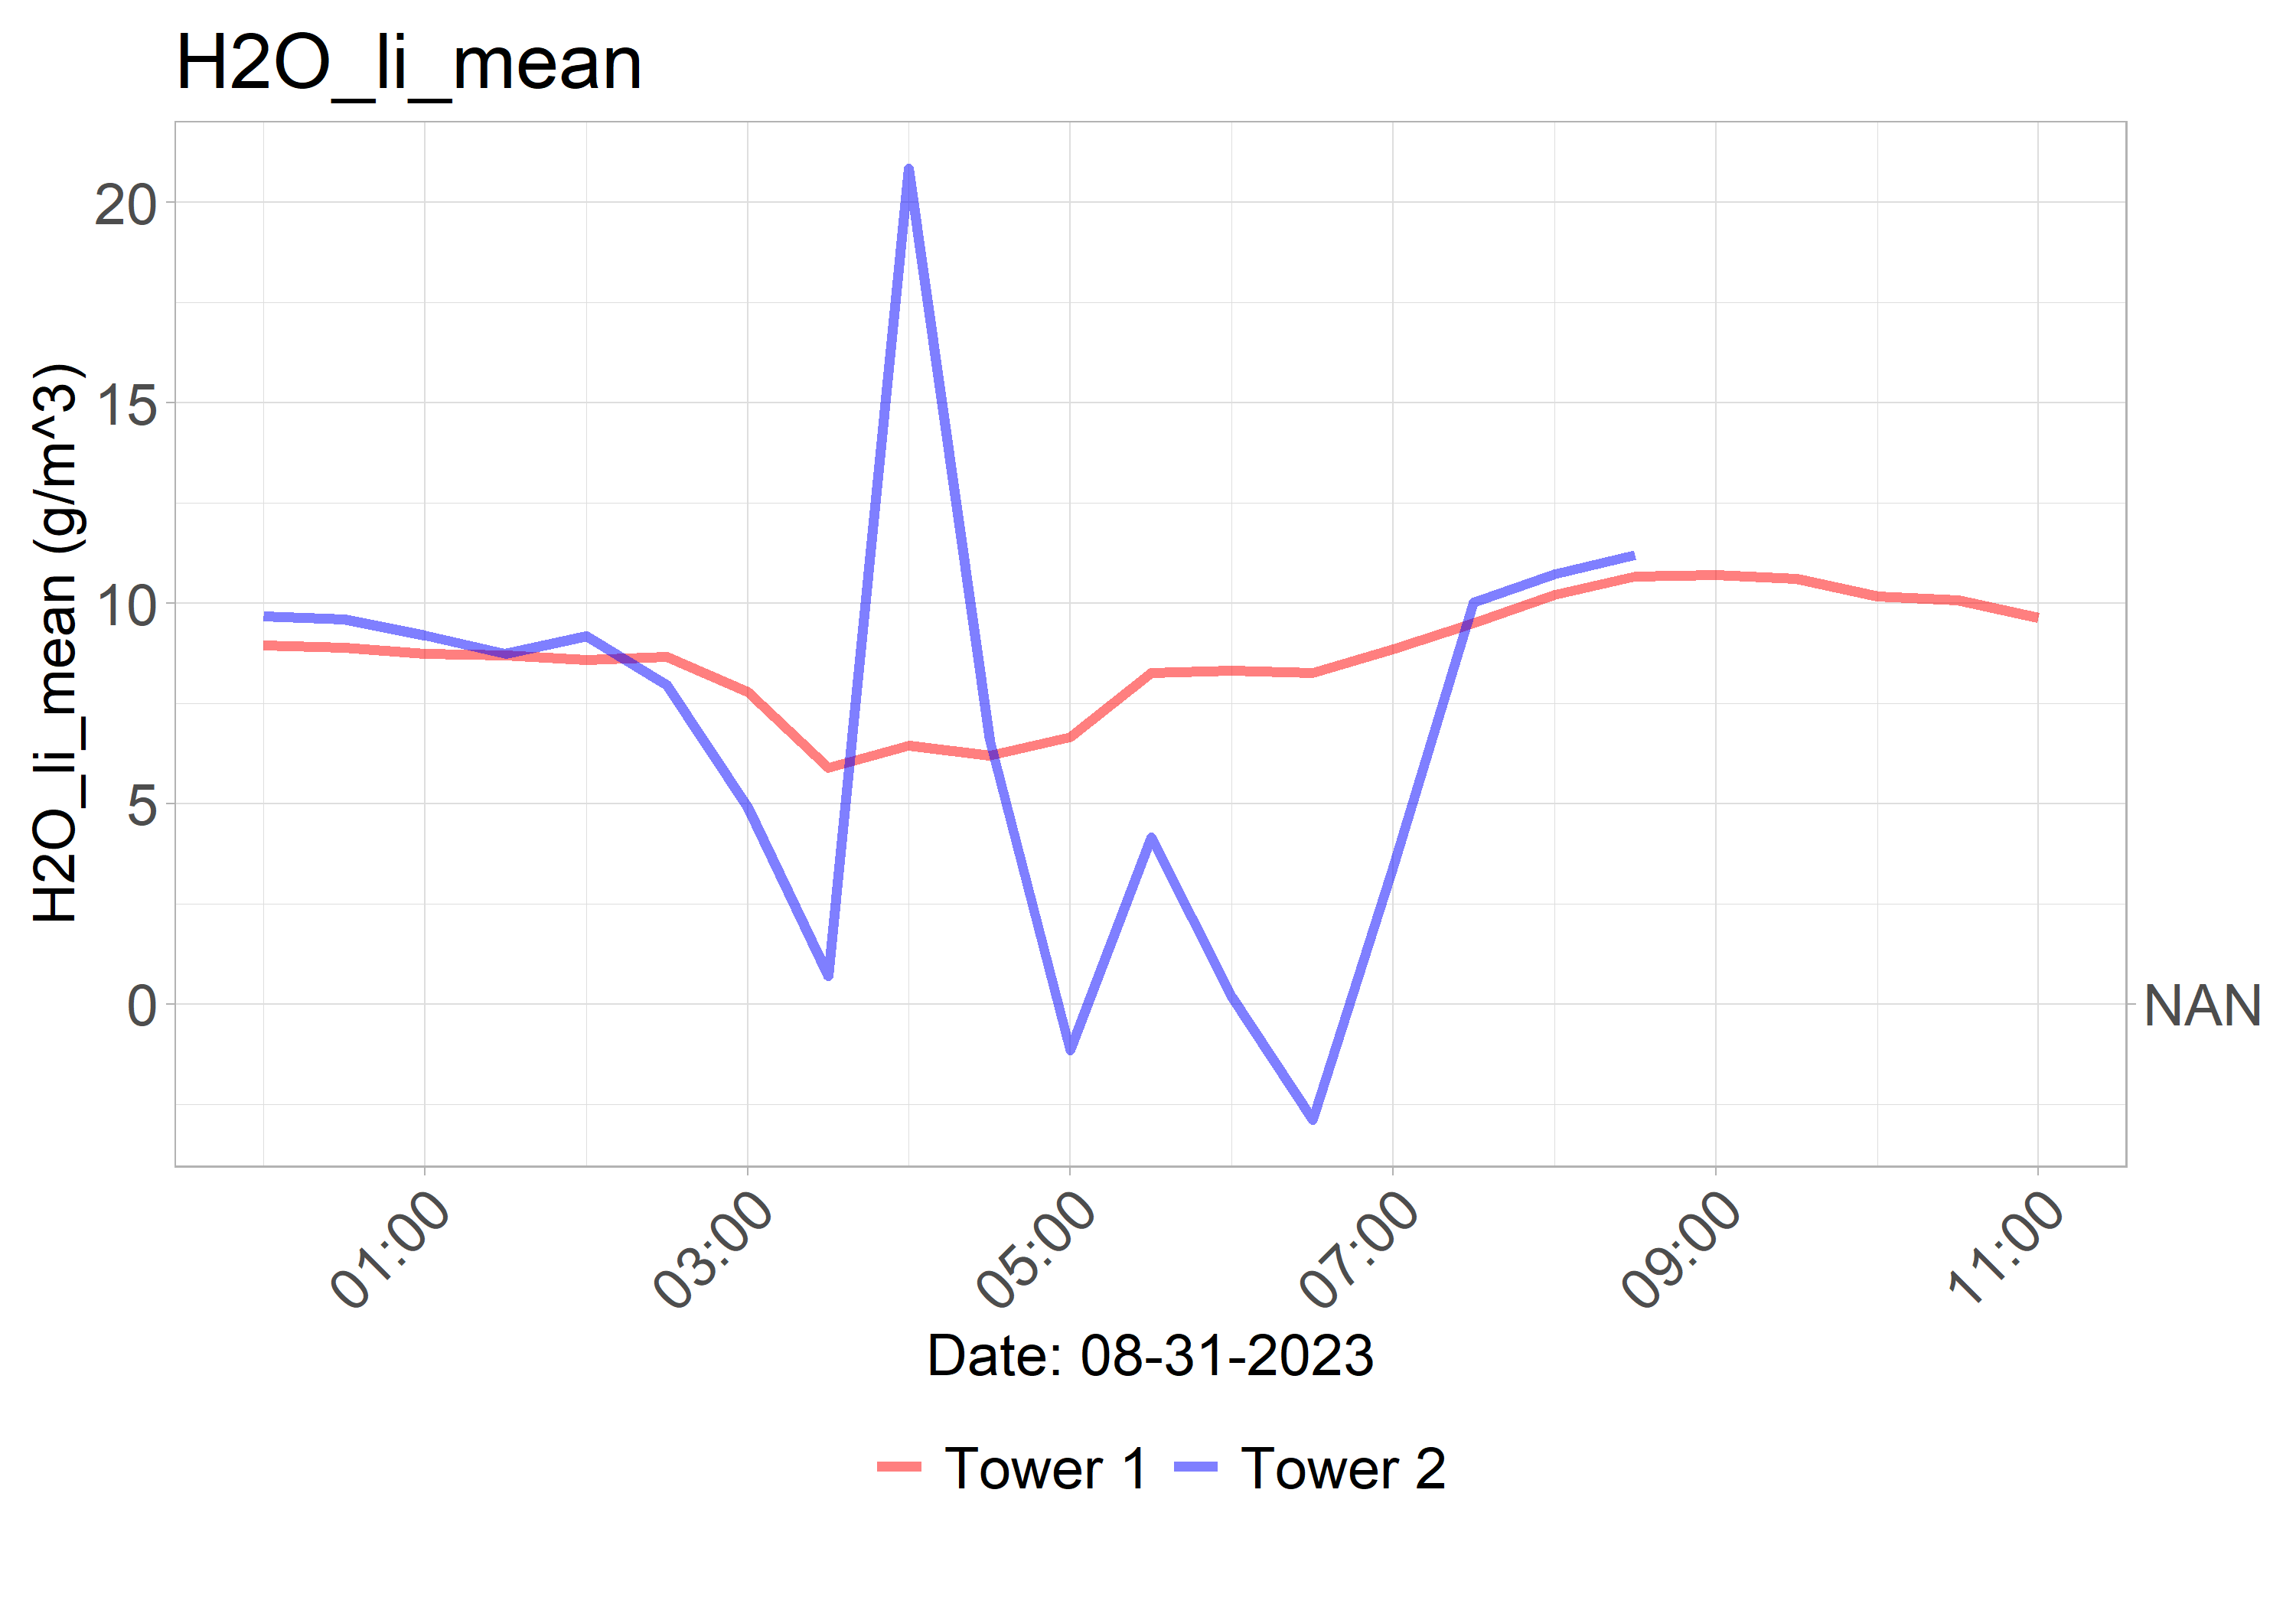 H2O_li_mean
H2O_li_mean (g/m^3)
20
15
10
5
0
NAN
01:00
03:00
05:00
07:00
09:00
11:00
Date: 08-31-2023
Tower 1
Tower 2